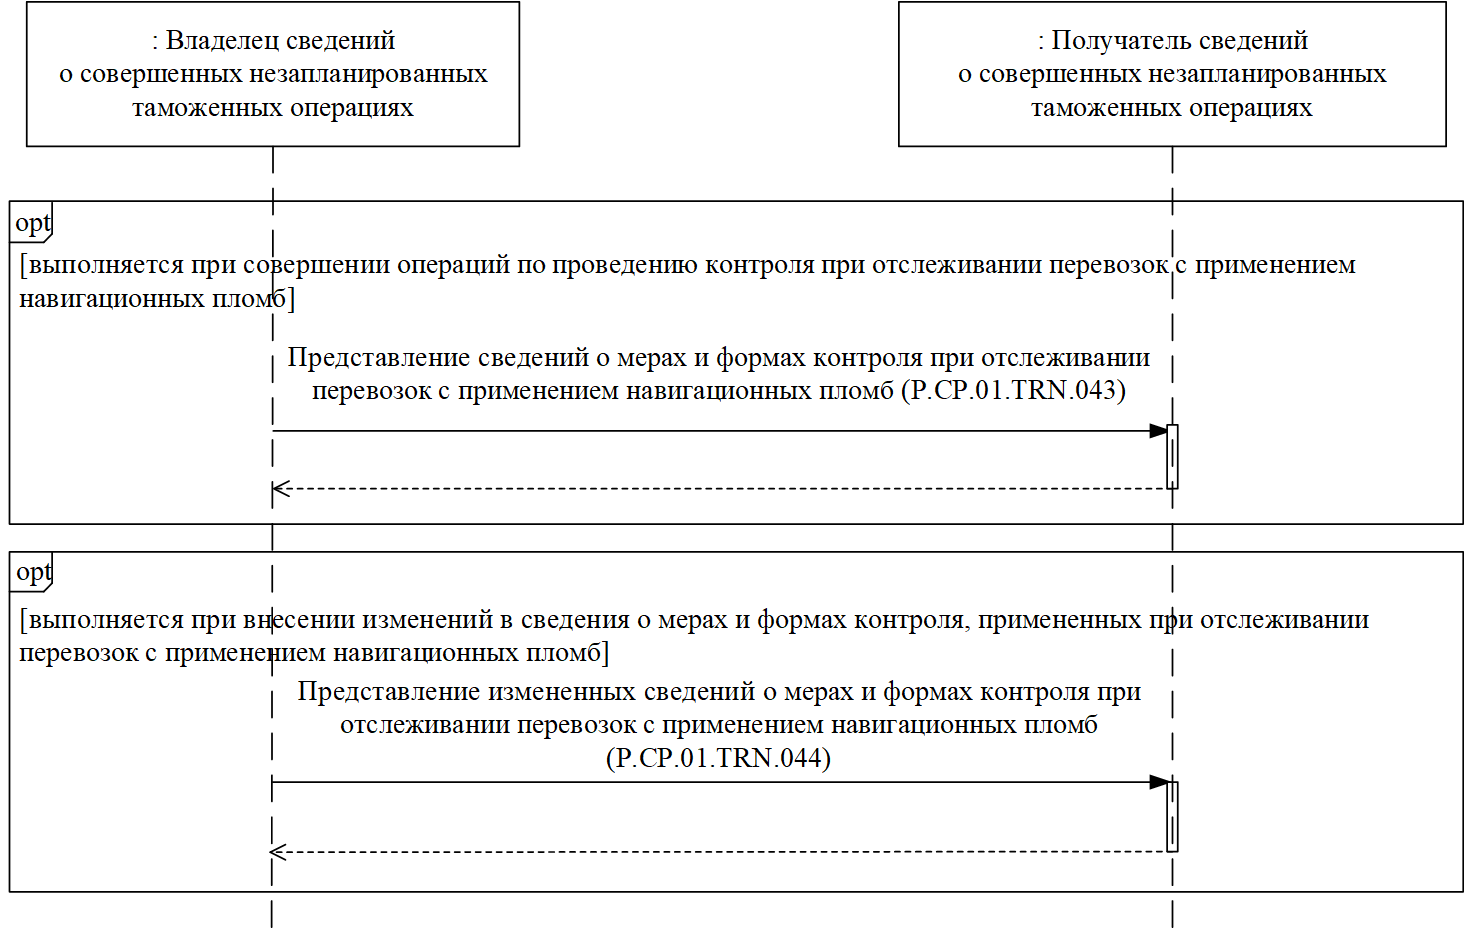 : Владелец сведений
о совершенных незапланированных
таможенных операциях
: Получатель сведений
о совершенных незапланированных
таможенных операциях
opt
[выполняется при совершении операций по проведению контроля при отслеживании перевозок с применением
навигационных пломб]
Представление сведений о мерах и формах контроля при отслеживании
перевозок с применением навигационных пломб (P.CP.01.TRN.043)
opt
[выполняется при внесении изменений в сведения о мерах и формах контроля, примененных при отслеживании
перевозок с применением навигационных пломб]
Представление измененных сведений о мерах и формах контроля при
отслеживании перевозок с применением навигационных пломб
(P.CP.01.TRN.044)